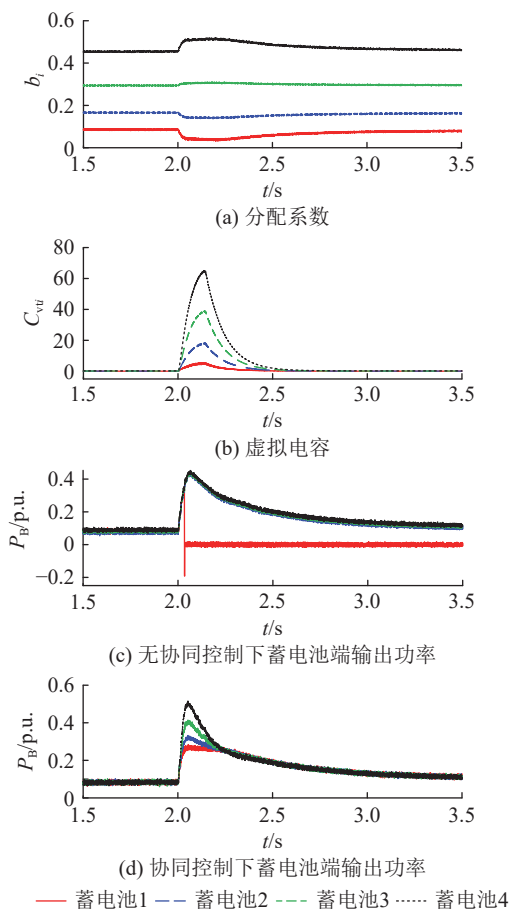 0.6
0.4
0.2
0
b_i
1.5 2.0 2.5 3.0 3.5
t/s
(a) 分配系数
80
60
40
20
0
C_vti
1.5 2.0 2.5 3.0 3.5
t/s
(b) 虚拟电容
0.4
0.2
0
−0.2
P_B/p.u.
1.5 2.0 2.5 3.0 3.5
t/s
(c) 无协同控制下蓄电池端输出功率
0.6
0.4
0.2
0
P_B/p.u.
1.5 2.0 2.5 3.0 3.5
t/s
(d) 协同控制下蓄电池端输出功率
蓄电池1 蓄电池2 蓄电池3 蓄电池4